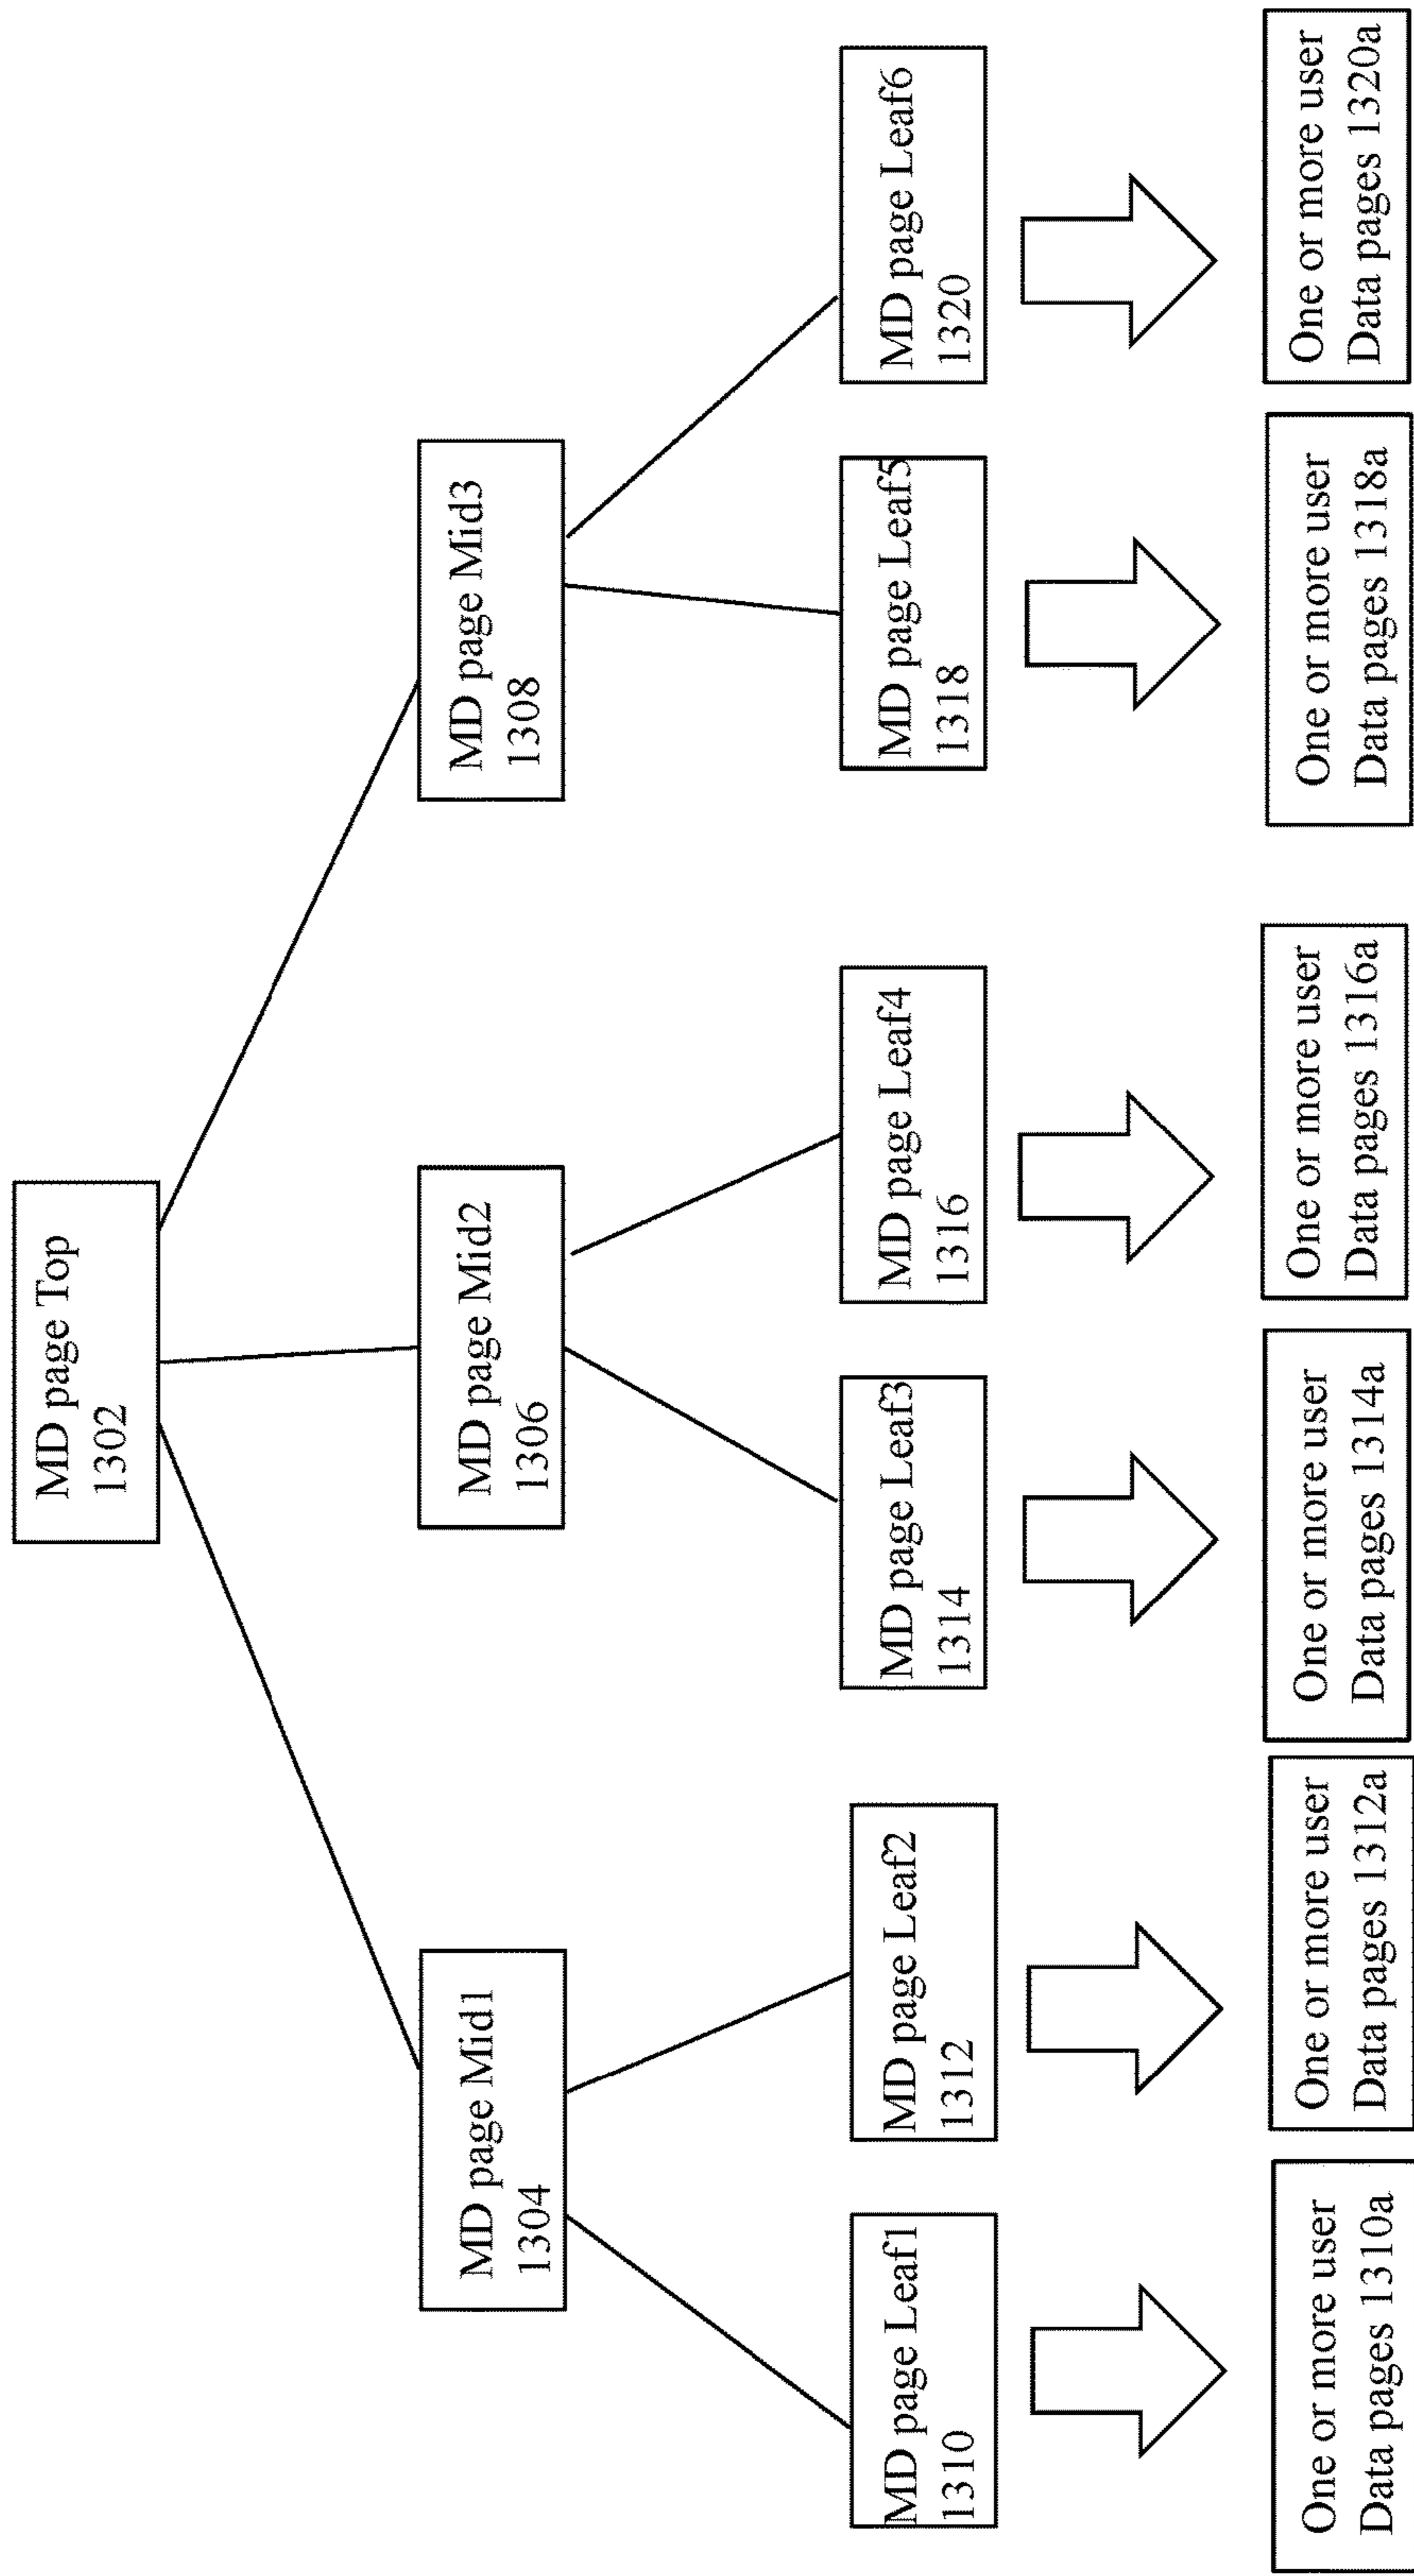 MD page Top
1302
MD page Mid1
1304
MD page Mid2
1306
MD page Mid3
1308
MD page Leaf1
1310
MD page Leaf2
1312
MD page Leaf3
1314
MD page Leaf4
1316
MD page Leaf5
1318
MD page Leaf6
1320
One or more user
Data pages 1310a
One or more user
Data pages 1312a
One or more user
Data pages 1314a
One or more user
Data pages 1316a
One or more user
Data pages 1318a
One or more user
Data pages 1320a